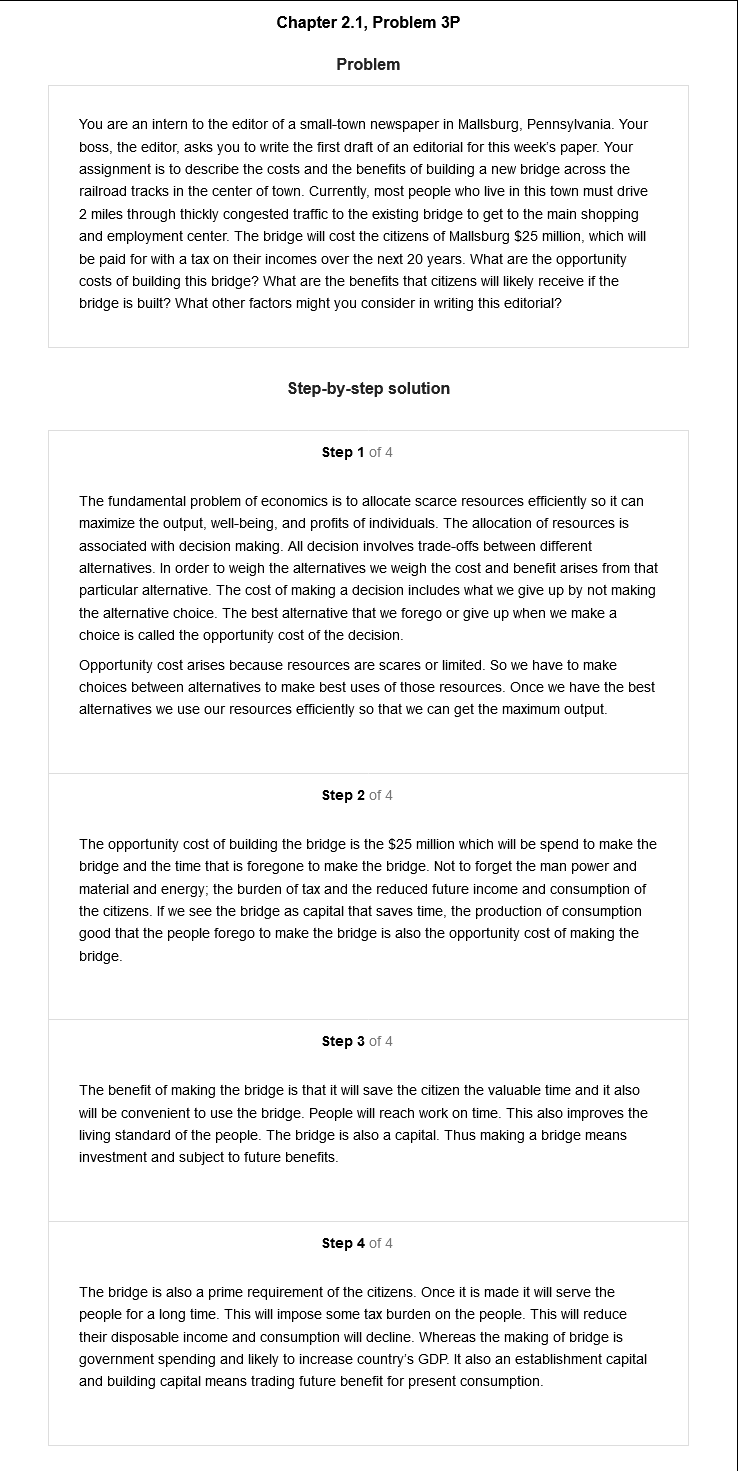 Chapter 2.1, Problem 3P
Problem
You are an intern to the editor of a small-town newspaper in Mallsburg, Pennsylvania. Your
boss, the editor, asks you to write the first draft of an editorial for this week's paper. Your
assignment is to describe the costs and the benefits of building a new bridge across the
railroad tracks in the center of town. Currently, most people who live in this town must drive
2 miles through thickly congested traffic to the existing bridge to get to the main shopping
and employment center. The bridge will cost the citizens of Mallsburg $25 million, which will
be paid for with a tax on their incomes over the next 20 years. What are the opportunity
costs of building this bridge? What are the benefits that citizens will likely receive if the
bridge is built? What other factors might you consider in writing this editorial?
Step-by-step solution
Step 1 of 4
The fundamental problem of economics is to allocate scarce resources efficiently so it can
maximize the output, well-being, and profits of individuals. The allocation of resources is
associated with decision making. All decision involves trade-offs between different
alternatives. In order to weigh the alternatives we weigh the cost and benefit arises from that
particular alternative. The cost of making a decision includes what we give up by not making
the alternative choice. The best alternative that we forego or give up when we make a
choice is called the opportunity cost of the decision.
Opportunity cost arises because resources are scares or limited. So we have to make
choices between alternatives to make best uses of those resources. Once we have the best
alternatives we use our resources efficiently so that we can get the maximum output.
Step 2 of 4
The opportunity cost of building the bridge is the $25 million which will be spend to make the
bridge and the time that is foregone to make the bridge. Not to forget the man power and
material and energy; the burden of tax and the reduced future income and consumption of
the citizens. If we see the bridge as capital that saves time, the production of consumption
good that the people forego to make the bridge is also the opportunity cost of making the
bridge.
Step 3 of 4
The benefit of making the bridge is that it will save the citizen the valuable time and it also
will be convenient to use the bridge. People will reach work on time. This also improves the
living standard of the people. The bridge is also a capital. Thus making a bridge means
investment and subject to future benefits.
Step 4 of 4
The bridge is also a prime requirement of the citizens. Once it is made it will serve the
people for a long time. This will impose some tax burden on the people. This will reduce
their disposable income and consumption will decline. Whereas the making of bridge is
government spending and likely to increase country's GDP. It also an establishment capital
and building capital means trading future benefit for present consumption.